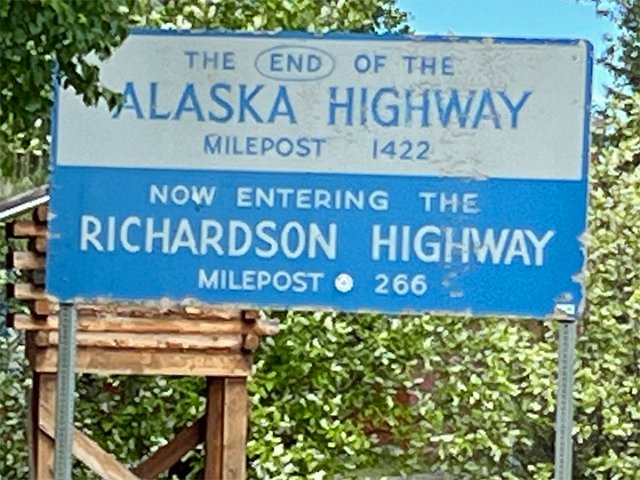 THE END OF THE
ALASKA HIGHWAY
MILEPOST 1422
NOW ENTERING THE
RICHARDSON HIGHWAY
MILEPOST 266